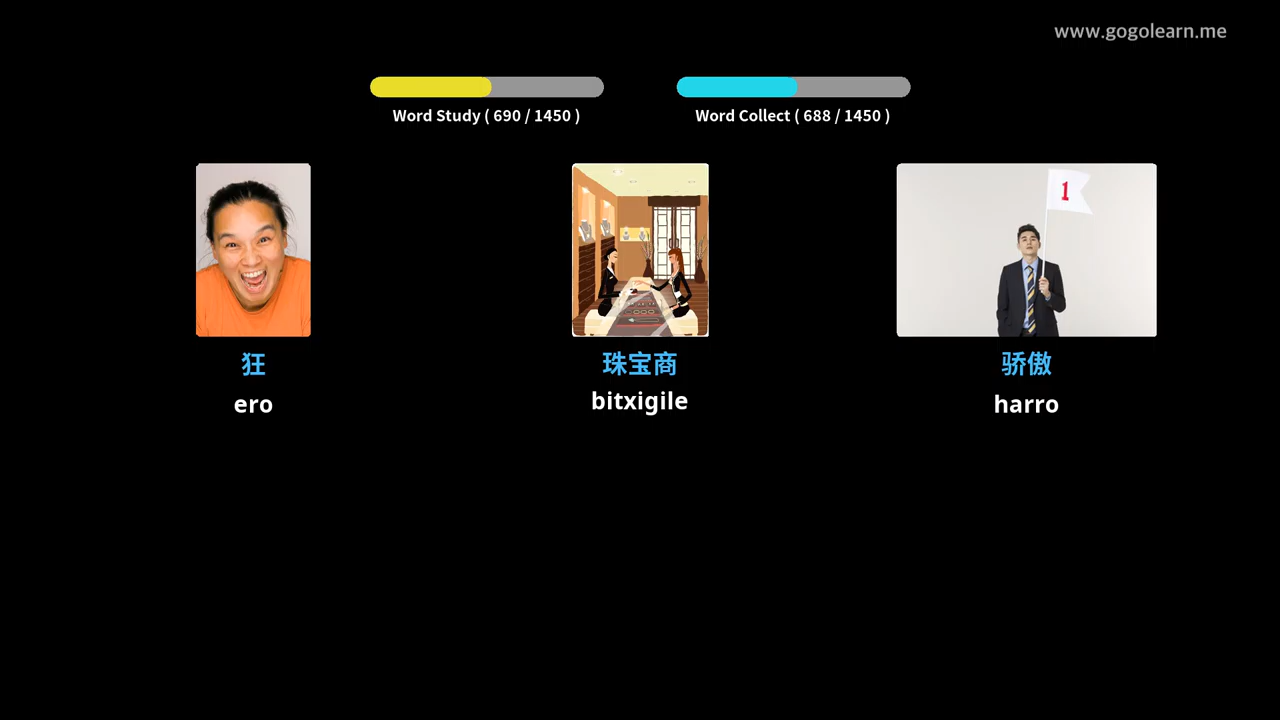 www.gogolearn.me
Word Study ( 690 / 1450 )
Word Collect ( 688 / 1450 )
1
狂
珠宝商
骄傲
ero
bitxigile
harro